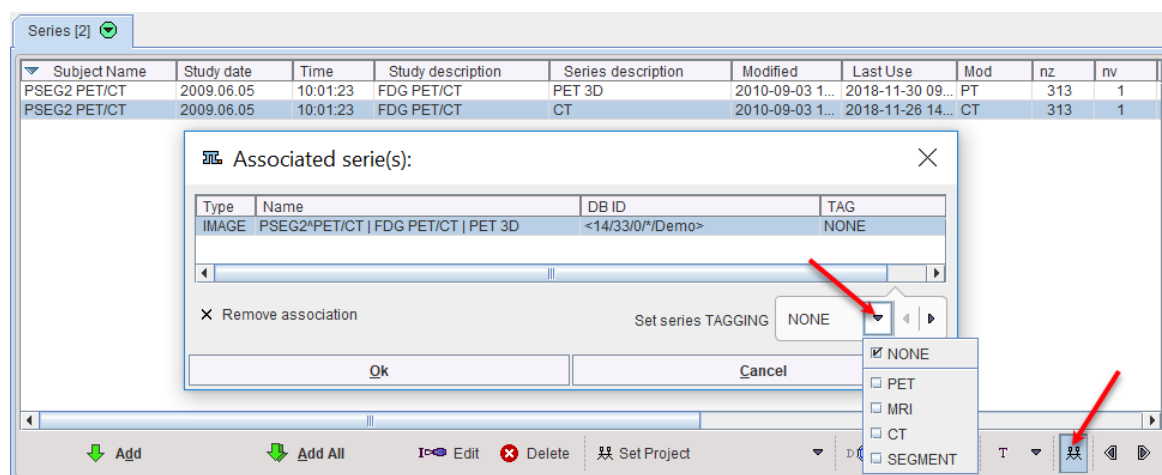 Series [2]
Subject Name Study date Time Study description Series description Modified Last Use Mod nz nv
PSEG2 PET/CT 2009.06.05 10:01:23 FDG PET/CT PET 3D 2010-09-03 1... 2018-11-30 09... PT 313 1
PSEG2 PET/CT 2009.06.05 10:01:23 FDG PET/CT CT 2010-09-03 1... 2018-11-26 14... CT 313 1
Associated serie(s):
Type Name DB ID TAG
IMAGE PSEG2^PET/CT | FDG PET/CT | PET 3D <14/33/0/*/Demo> NONE
Remove association Set series TAGGING NONE
Ok Cancel
NONE
PET
MRI
CT
SEGMENT
Add Add All Edit Delete Set Project D T